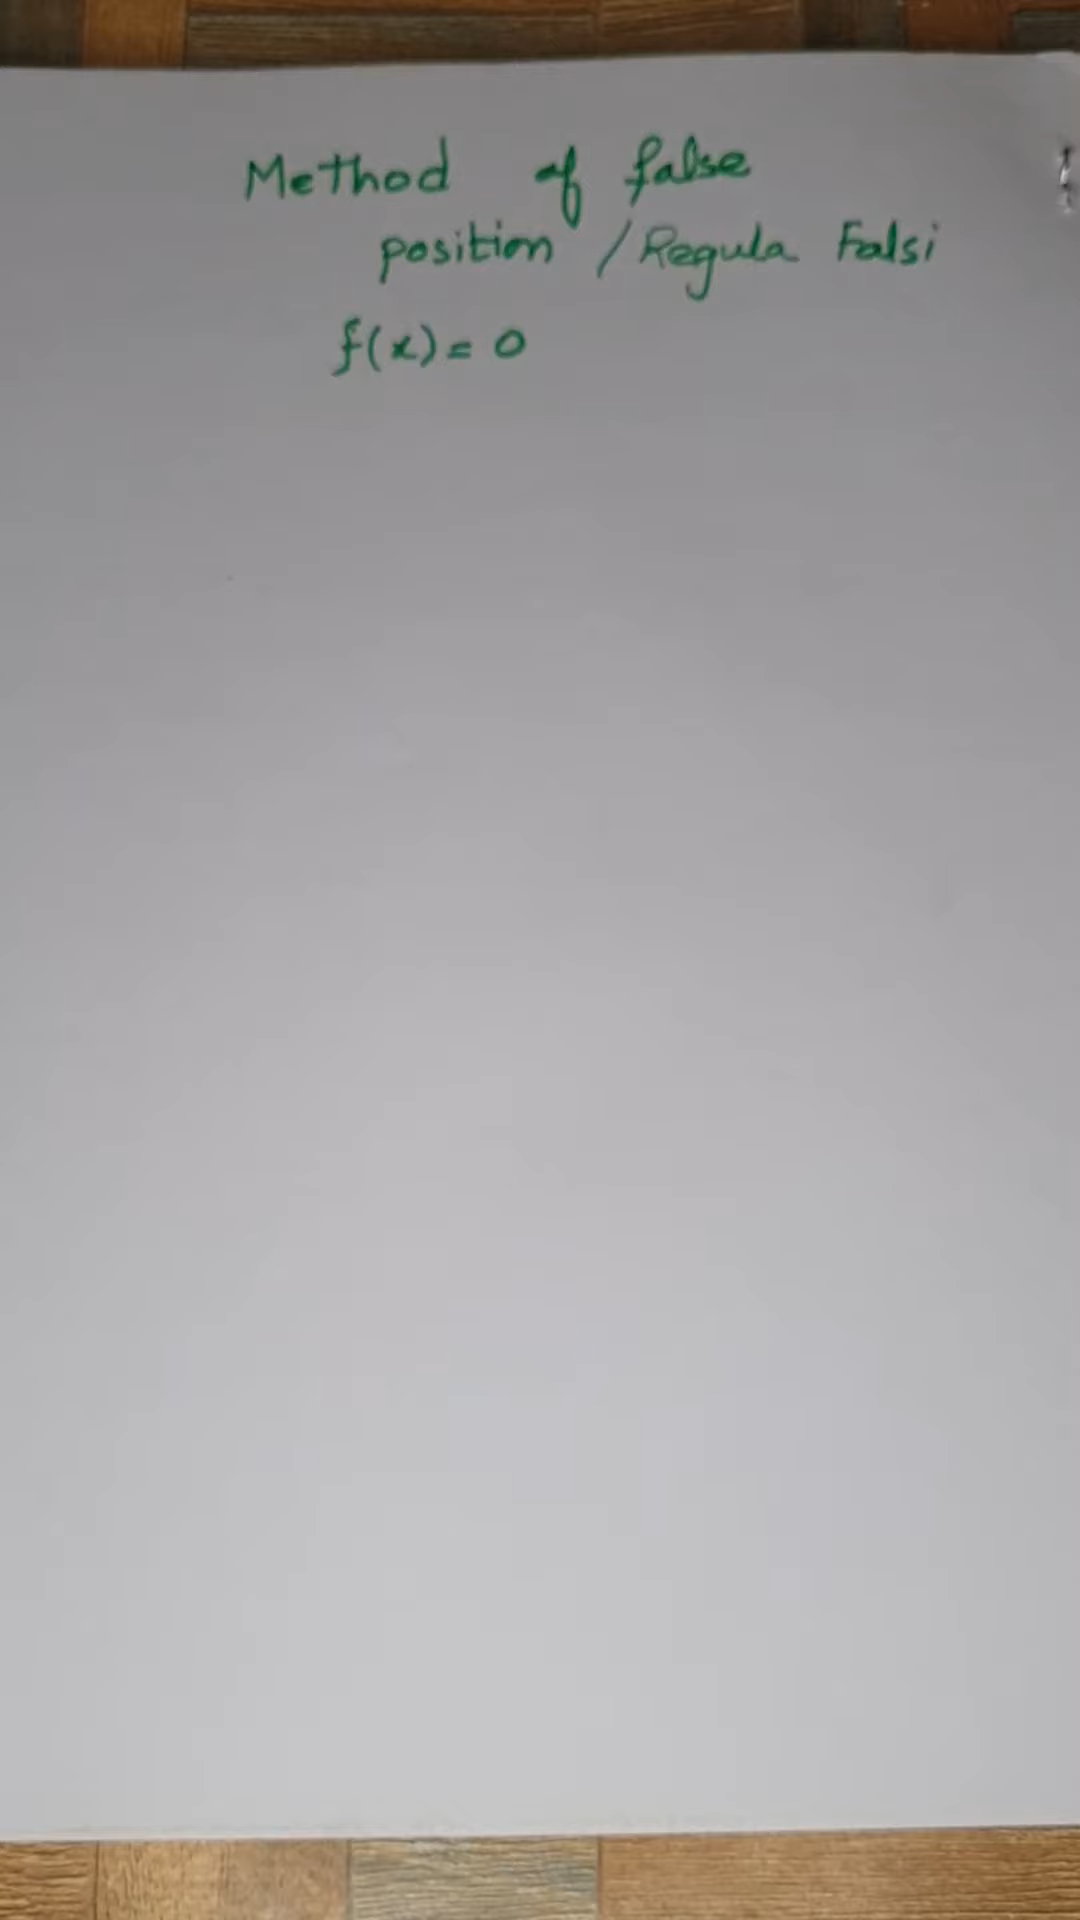 Method of false
position / Regula Falsi
f(x) = 0